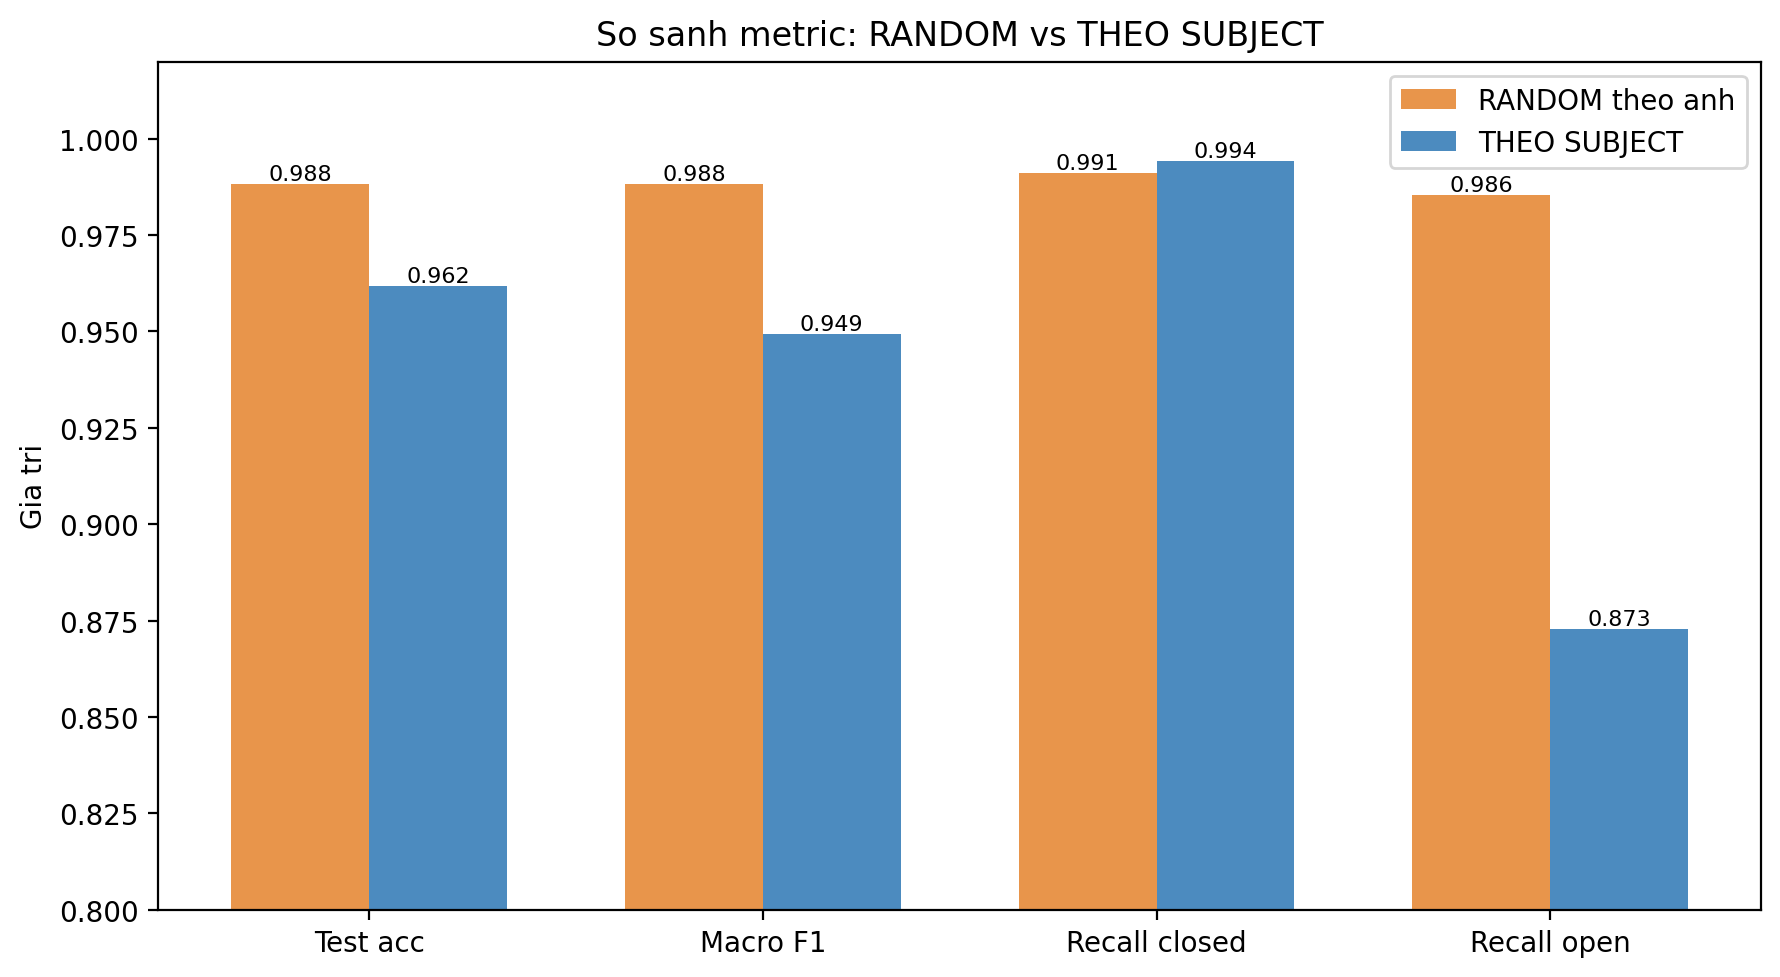 So sanh metric: RANDOM vs THEO SUBJECT
RANDOM theo anh
THEO SUBJECT
Gia tri
1.000
0.975
0.950
0.925
0.900
0.875
0.850
0.825
0.800
0.988
0.962
0.988
0.949
0.991
0.994
0.986
0.873
Test acc
Macro F1
Recall closed
Recall open